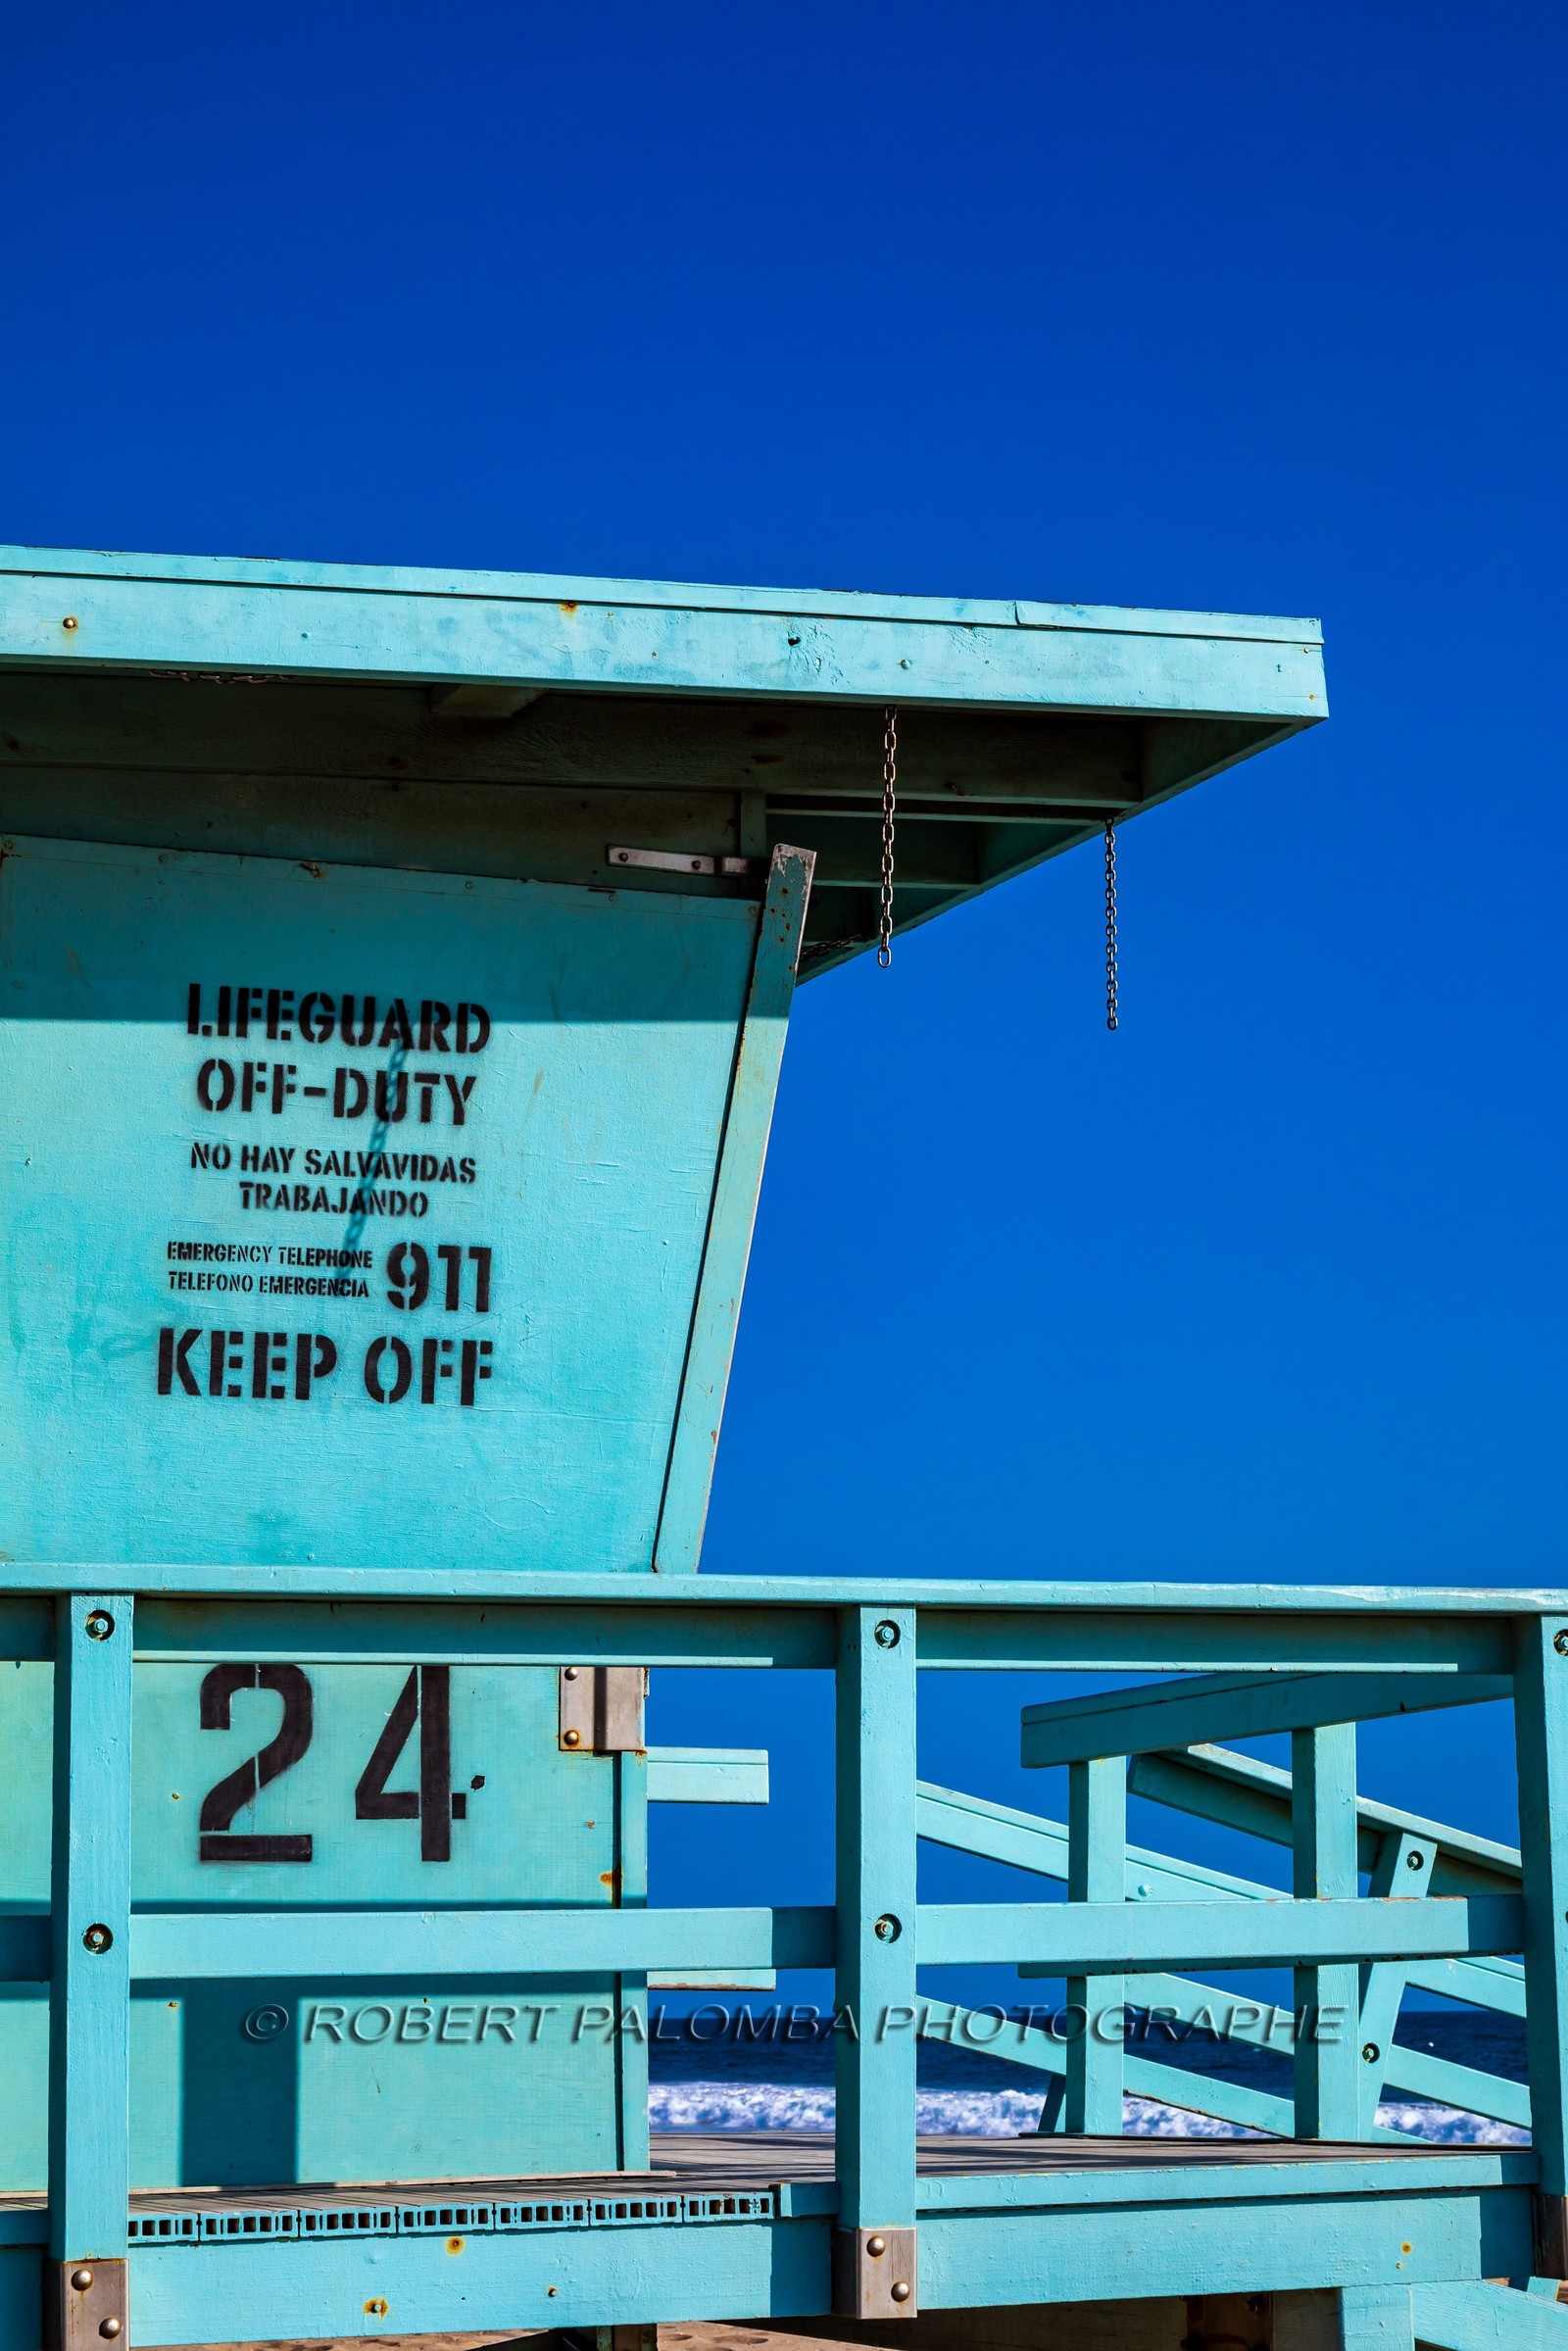 LIFEGUARD
OFF-DUTY
NO HAY SALVAVIDAS
TRABAJANDO
EMERGENCY TELEPHONE 911
TELEFONO EMERGENCIA
KEEP OFF
24
© ROBERT PALOMBA PHOTOGRAPHE